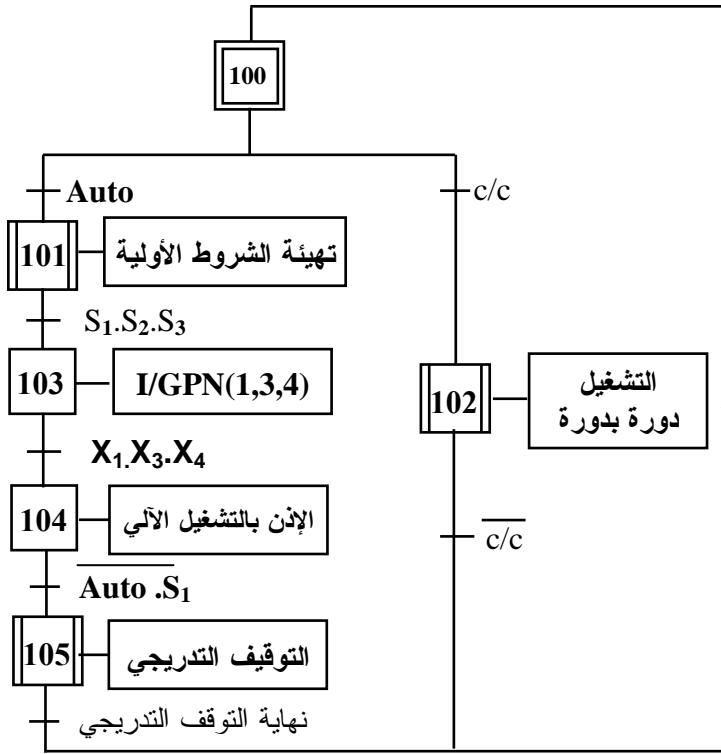 100
Auto
c/c
101
تهيئة الشروط الأولية
S₁.S₂.S₃
103
I/GPN(1,3,4)
102
التشغيل
دورة بدورة
X₁.X₃.X₄
104
الإذن بالتشغيل الآلي
c̅/̅c̅
A̅u̅t̅o̅ .S₁
105
التوقيف التدريجي
نهاية التوقف التدريجي